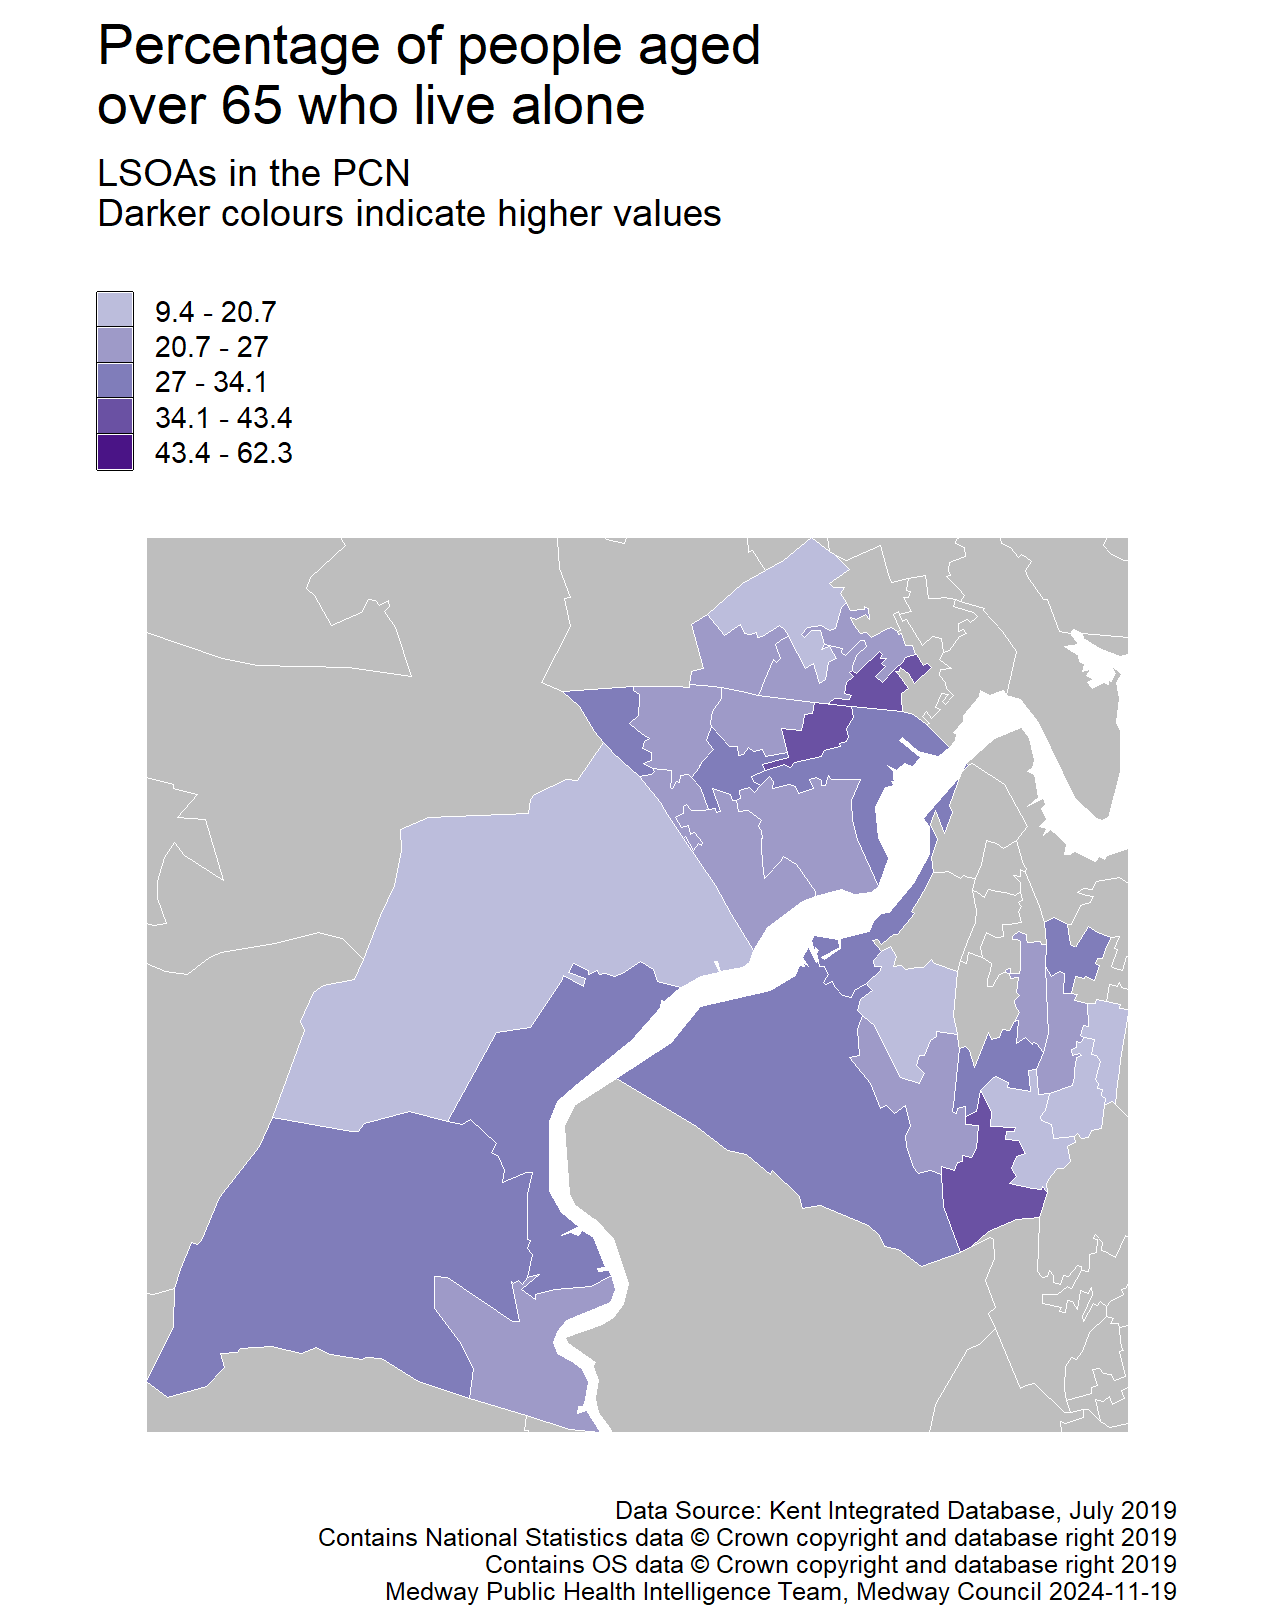 Percentage of people aged
over 65 who live alone
LSOAs in the PCN
Darker colours indicate higher values
9.4 - 20.7
20.7 - 27
27 - 34.1
34.1 - 43.4
43.4 - 62.3
Data Source: Kent Integrated Database, July 2019
Contains National Statistics data © Crown copyright and database right 2019
Contains OS data © Crown copyright and database right 2019
Medway Public Health Intelligence Team, Medway Council 2024-11-19